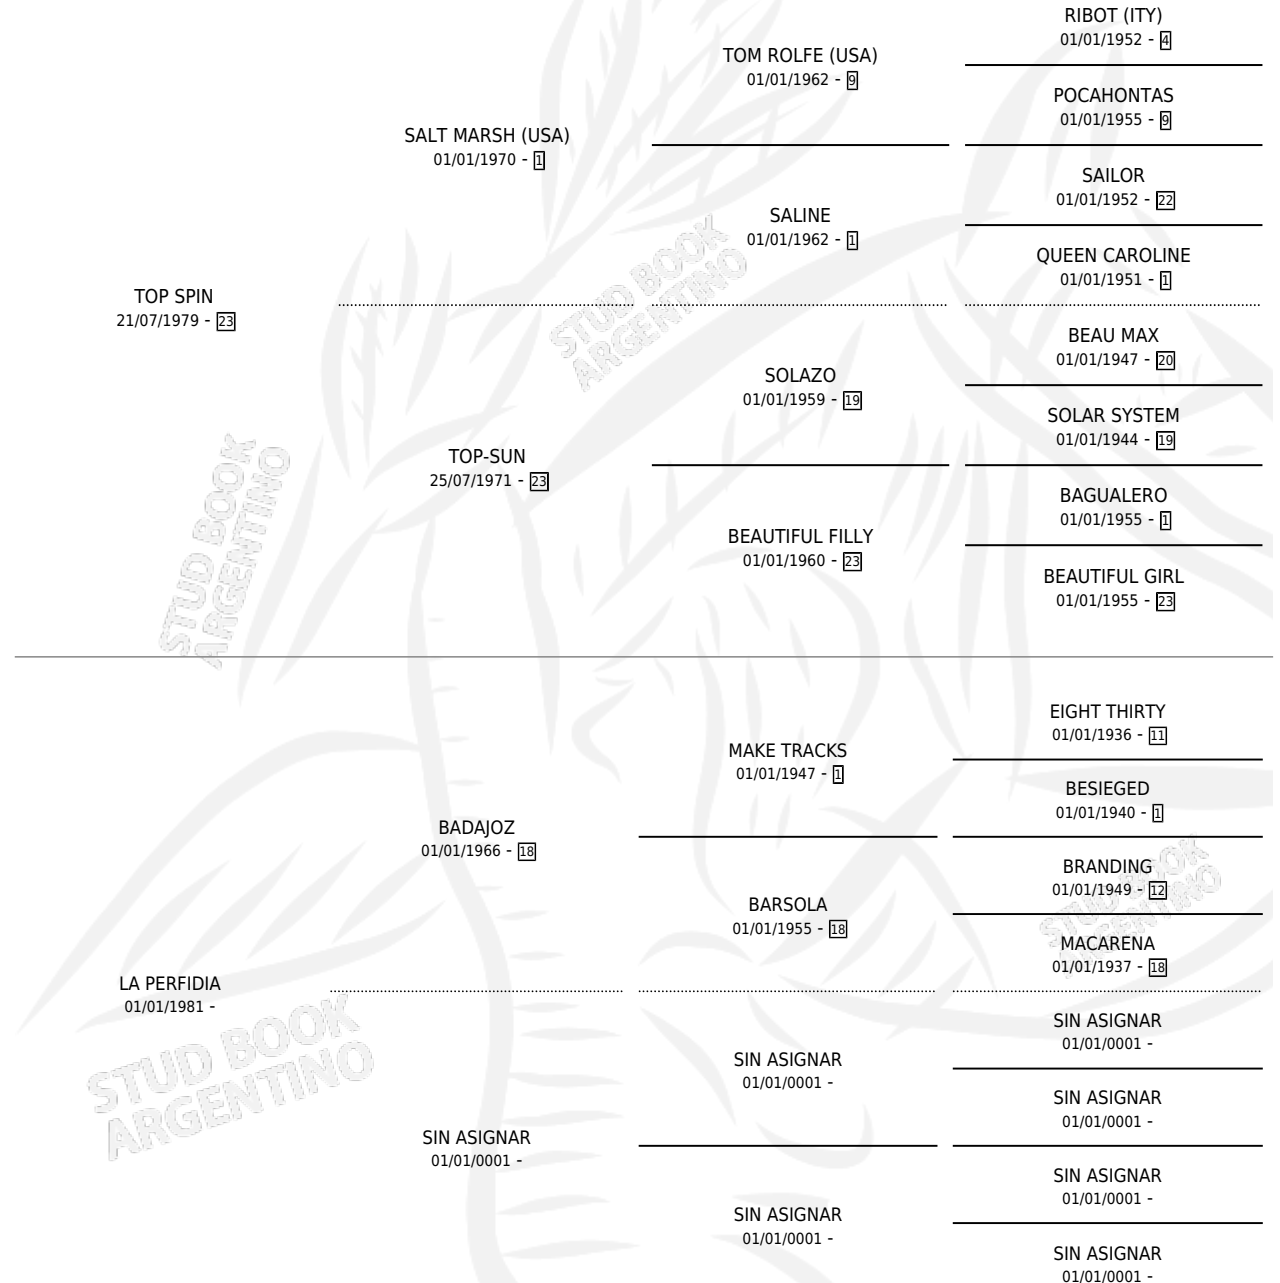 RIBOT (ITY)
01/01/1952 - 4
TOM ROLFE (USA)
01/01/1962 - 9
POCAHONTAS
01/01/1955 - 9
SALT MARSH (USA)
01/01/1970 - 1
SAILOR
01/01/1952 - 22
SALINE
01/01/1962 - 1
QUEEN CAROLINE
01/01/1951 - 1
TOP SPIN
21/07/1979 - 23
BEAU MAX
01/01/1947 - 20
SOLAZO
01/01/1959 - 19
SOLAR SYSTEM
01/01/1944 - 19
TOP-SUN
25/07/1971 - 23
BAGUALERO
01/01/1955 - 1
BEAUTIFUL FILLY
01/01/1960 - 23
BEAUTIFUL GIRL
01/01/1955 - 23
EIGHT THIRTY
01/01/1936 - 11
MAKE TRACKS
01/01/1947 - 1
BESIEGED
01/01/1940 - 1
BADAJOZ
01/01/1966 - 18
BRANDING
01/01/1949 - 12
BARSOLA
01/01/1955 - 18
MACARENA
01/01/1937 - 18
LA PERFIDIA
01/01/1981 -
SIN ASIGNAR
01/01/0001 -
SIN ASIGNAR
01/01/0001 -
SIN ASIGNAR
01/01/0001 -
SIN ASIGNAR
01/01/0001 -
SIN ASIGNAR
01/01/0001 -
SIN ASIGNAR
01/01/0001 -
SIN ASIGNAR
01/01/0001 -
STUD BOOK
ARGENTINO
STUD BOOK
ARGENTINO
STUD BOOK
ARGENTINO
STUD BOOK
ARGENTINO